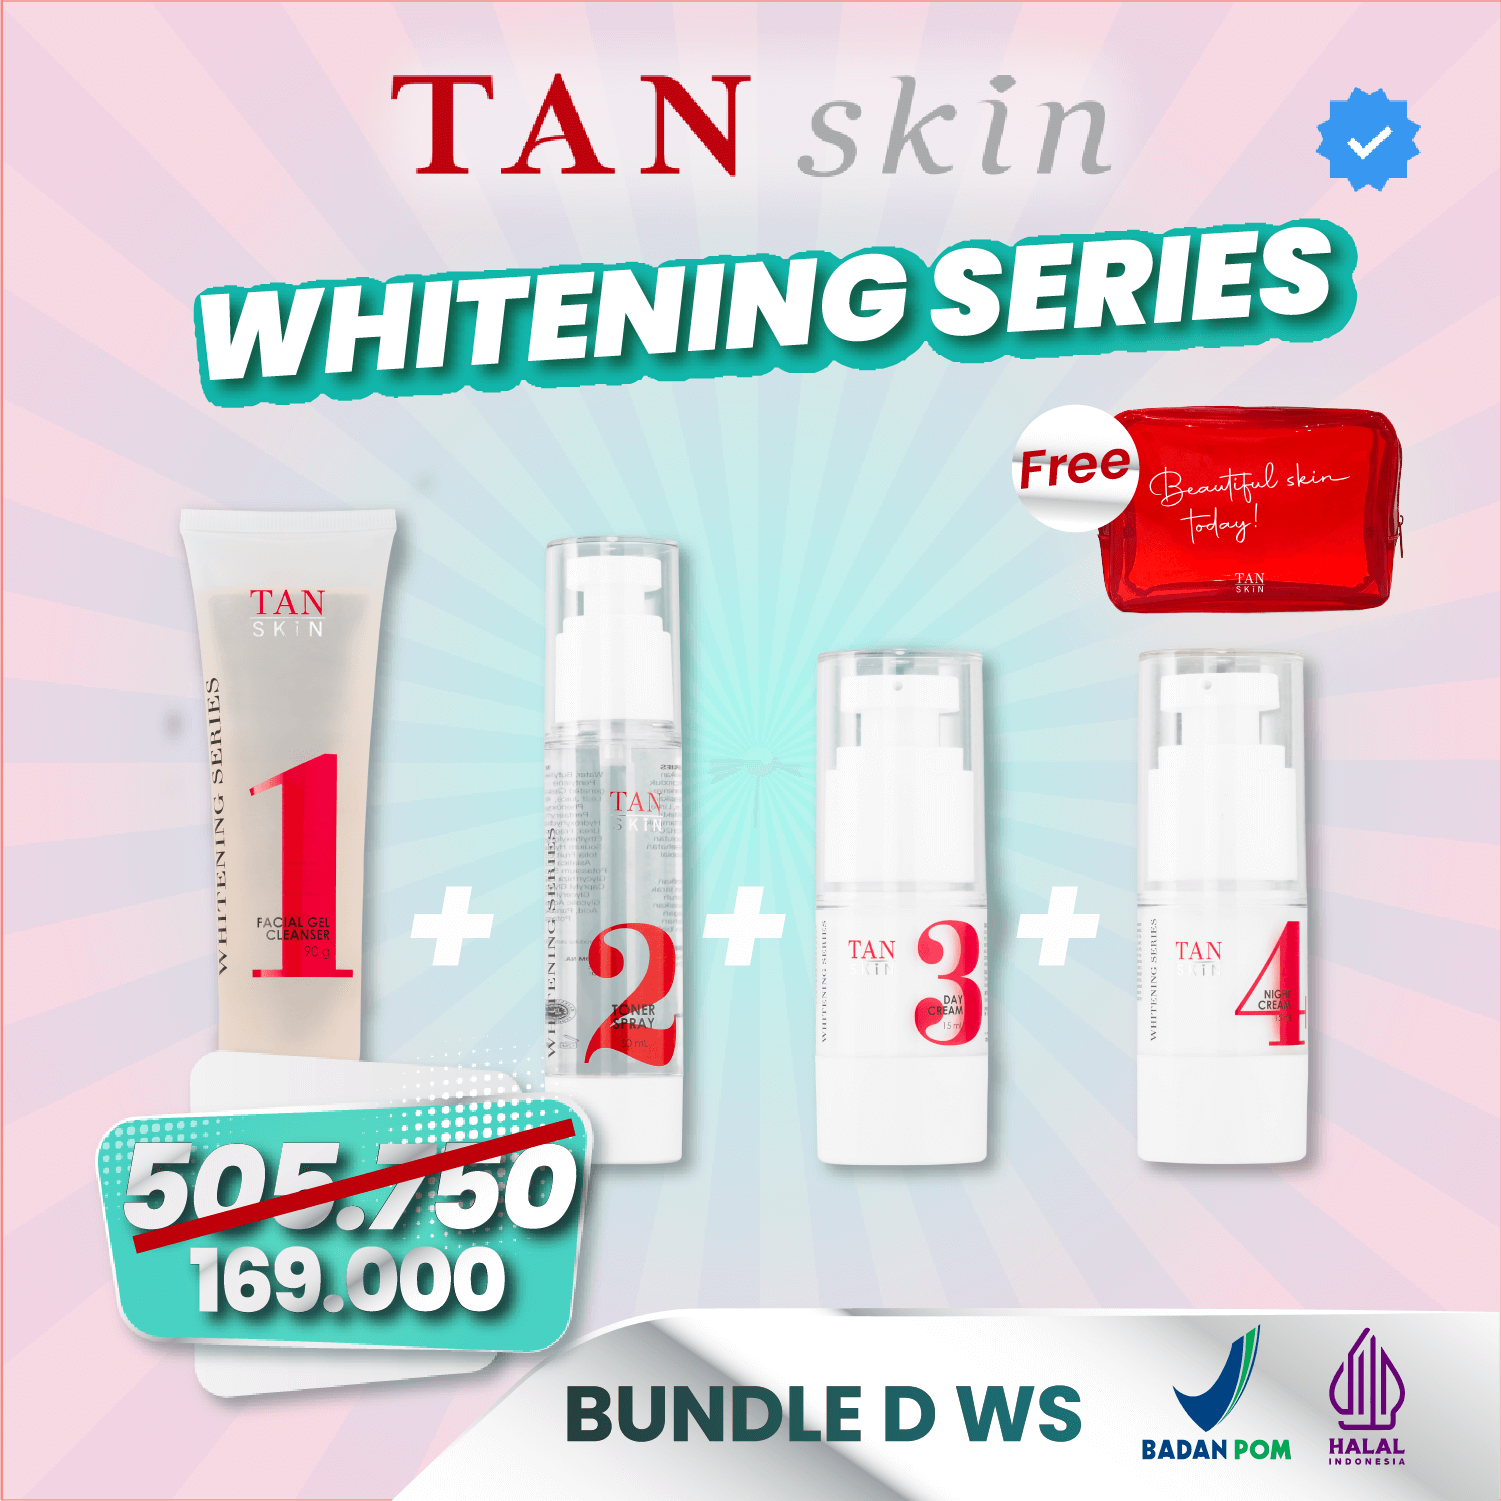 TAN skin
WHITENING SERIES
Free
Beautiful skin
today!
TAN
SKIN
TAN
SKiN
WHITENING SERIES
1
FACIAL GEL
CLEANSER
90 g
+
TAN
SKiN
WHITENING SERIES
2
TONER
SPRAY
50 mL
+
TAN
SKiN
WHITENING SERIES
3
DAY
CREAM
15 ml
+
TAN
SKiN
WHITENING SERIES
4
NIGHT
CREAM
505.750
169.000
BUNDLE D WS
BADAN POM
HALAL
INDONESIA